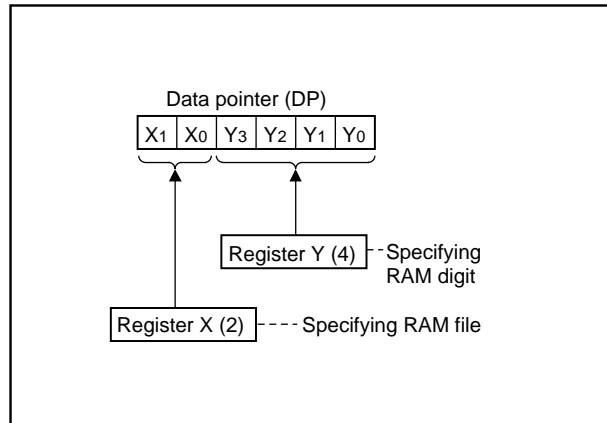 Data pointer (DP)
X1 X0 Y3 Y2 Y1 Y0
Register Y (4)
Specifying
RAM digit
Register X (2)
Specifying RAM file